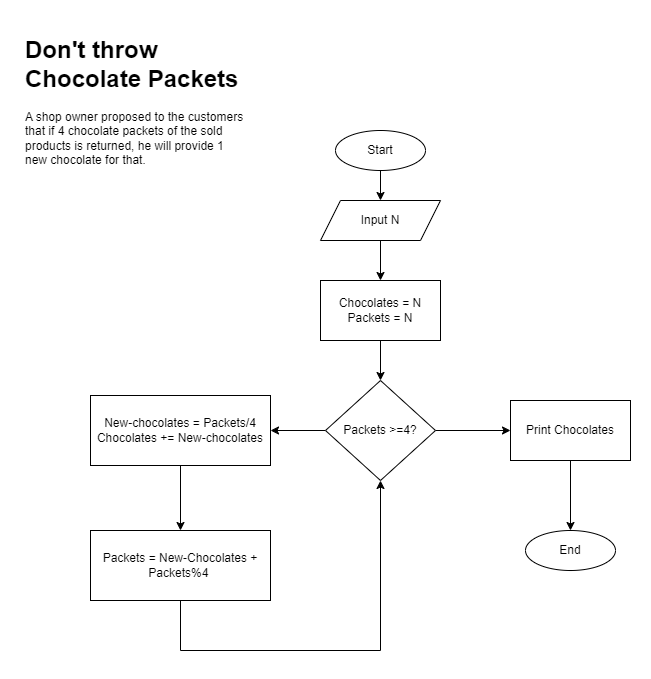 Don't throw
Chocolate Packets
A shop owner proposed to the customers
that if 4 chocolate packets of the sold
products is returned, he will provide 1
new chocolate for that.
Start
Input N
Chocolates = N
Packets = N
Packets >=4?
New-chocolates = Packets/4
Chocolates += New-chocolates
Print Chocolates
Packets = New-Chocolates +
Packets%4
End